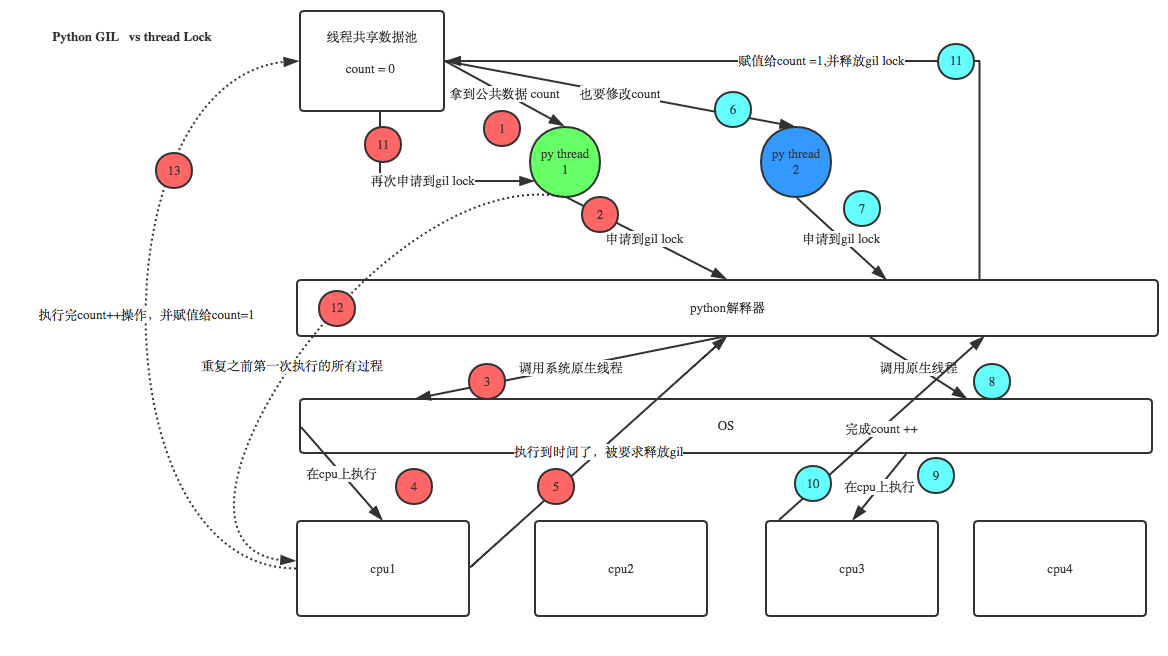 Python GIL   vs thread Lock
线程共享数据池
count = 0
赋值给count =1,并释放gil lock
11
拿到公共数据 count
也要修改count
6
1
11
13
py thread
1
py thread
2
再次申请到gil lock
2
7
申请到gil lock
申请到gil lock
12
python解释器
执行完count++操作，并赋值给count=1
重复之前第一次执行的所有过程
3
调用系统原生线程
调用原生线程
8
OS
完成count ++
执行到时间了，被要求释放gil
在cpu上执行
4
5
10
在cpu上执行
9
cpu1
cpu2
cpu3
cpu4